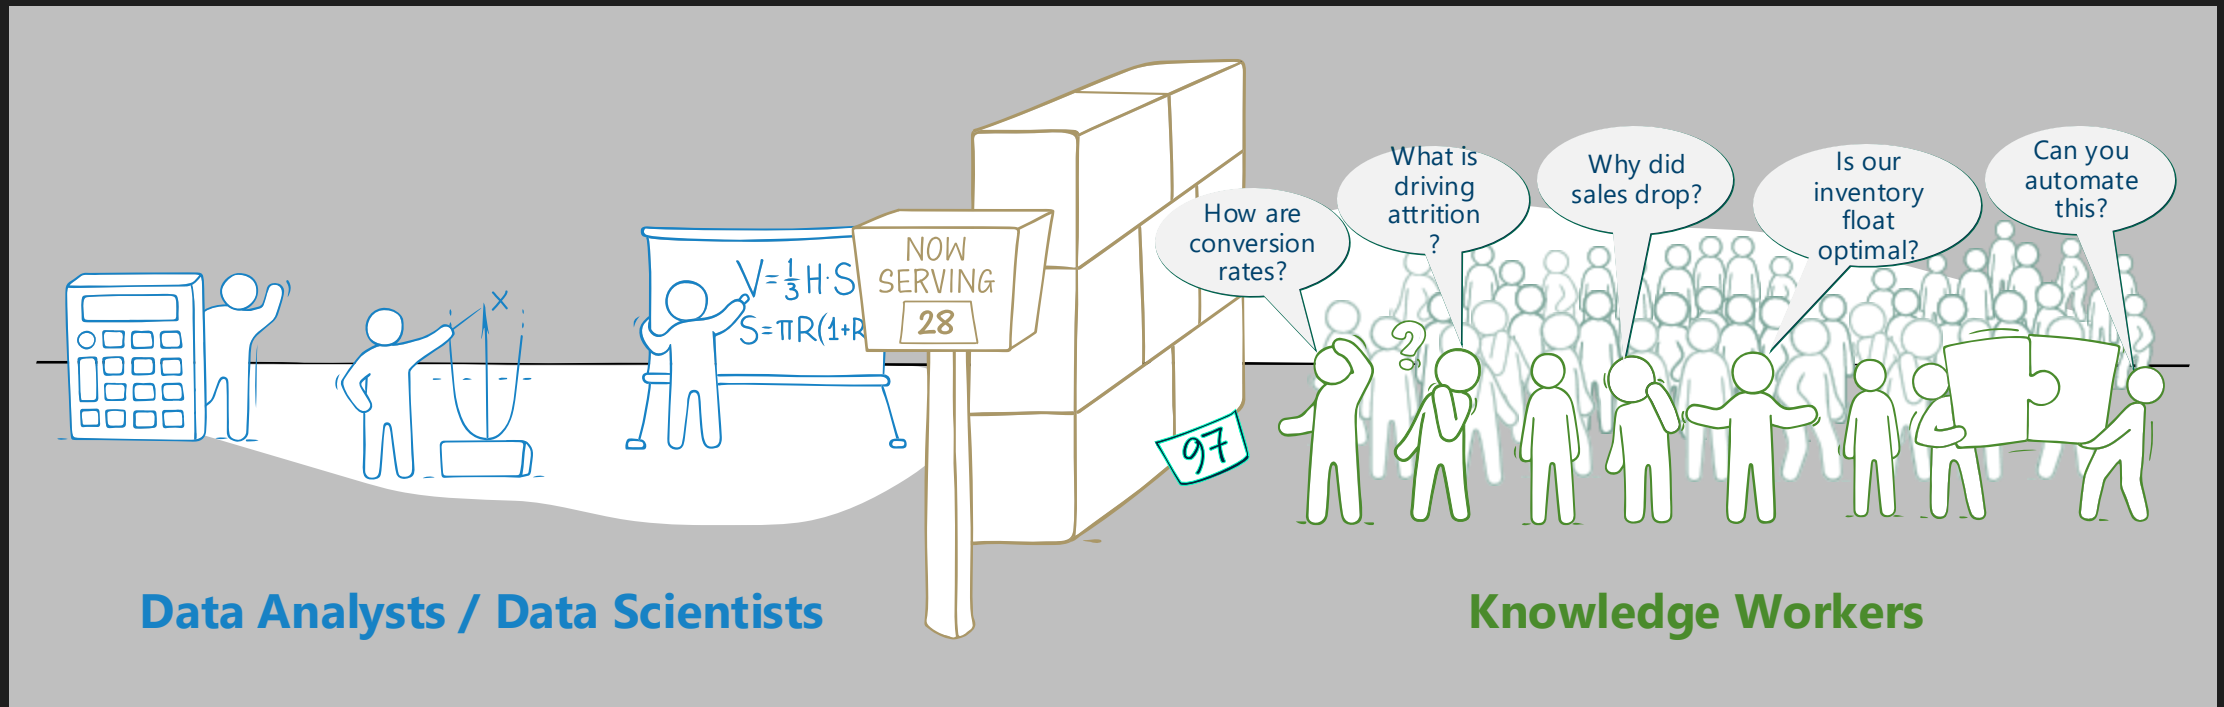 V=1/3 H·S
S=πR(1+R
NOW
SERVING
28
How are
conversion
rates?
What is
driving
attrition
?
Why did
sales drop?
Is our
inventory
float
optimal?
Can you
automate
this?
X
?
97
Data Analysts / Data Scientists
Knowledge Workers